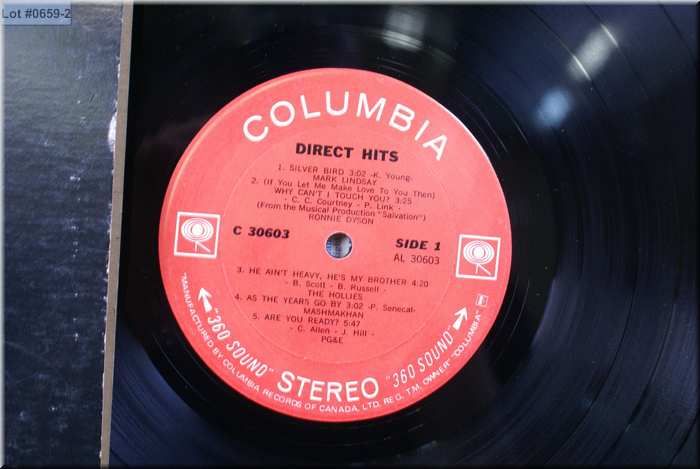 Lot #0659-2
COLUMBIA
DIRECT HITS
1. SILVER BIRD 3:02 -K. Young-
MARK LINDSAY
2. (If You Let Me Make Love To You Then)
WHY CAN'T I TOUCH YOU? 3:25
- C. C. Courtney - P. Link -
(From the Musical Production "Salvation")
RONNIE DYSON
C 30603
SIDE 1
AL 30603
3. HE AIN'T HEAVY, HE'S MY BROTHER 4:20
- B. Scott - B. Russell -
THE HOLLIES
4. AS THE YEARS GO BY 3:02 -P. Senecal-
MASHMAKHAN
5. ARE YOU READY? 5:47
- C. Allen - J. Hill -
PG&E
"360 SOUND" STEREO "360 SOUND"
"MANUFACTURED BY COLUMBIA RECORDS OF CANADA, LTD. REG. T.M. OWNER "COLUMBIA"